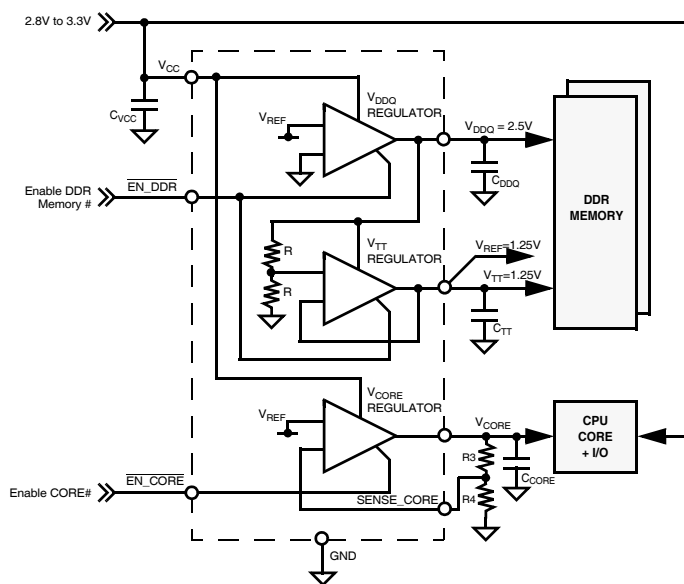 2.8V to 3.3V
VCC
CVCC
VDDQ
REGULATOR
VREF
VDDQ = 2.5V
CDDQ
DDR
MEMORY
Enable DDR
Memory #
EN_DDR
R
R
VTT
REGULATOR
VREF=1.25V
VTT=1.25V
CTT
VCORE
REGULATOR
VREF
VCORE
R3
R4
CCORE
CPU
CORE
+ I/O
Enable CORE#
EN_CORE
SENSE_CORE
GND